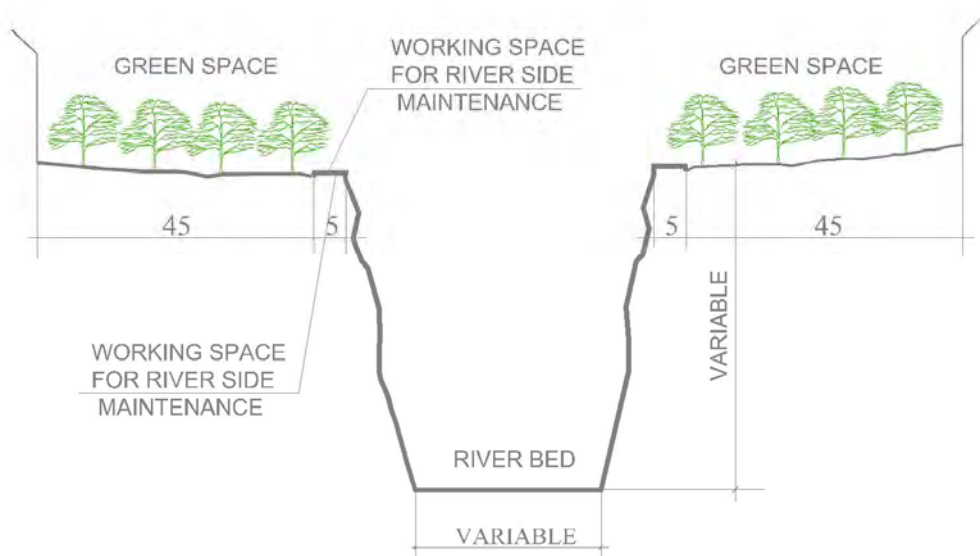 GREEN SPACE
WORKING SPACE
FOR RIVER SIDE
MAINTENANCE
GREEN SPACE
45
5
5
45
VARIABLE
WORKING SPACE
FOR RIVER SIDE
MAINTENANCE
RIVER BED
VARIABLE